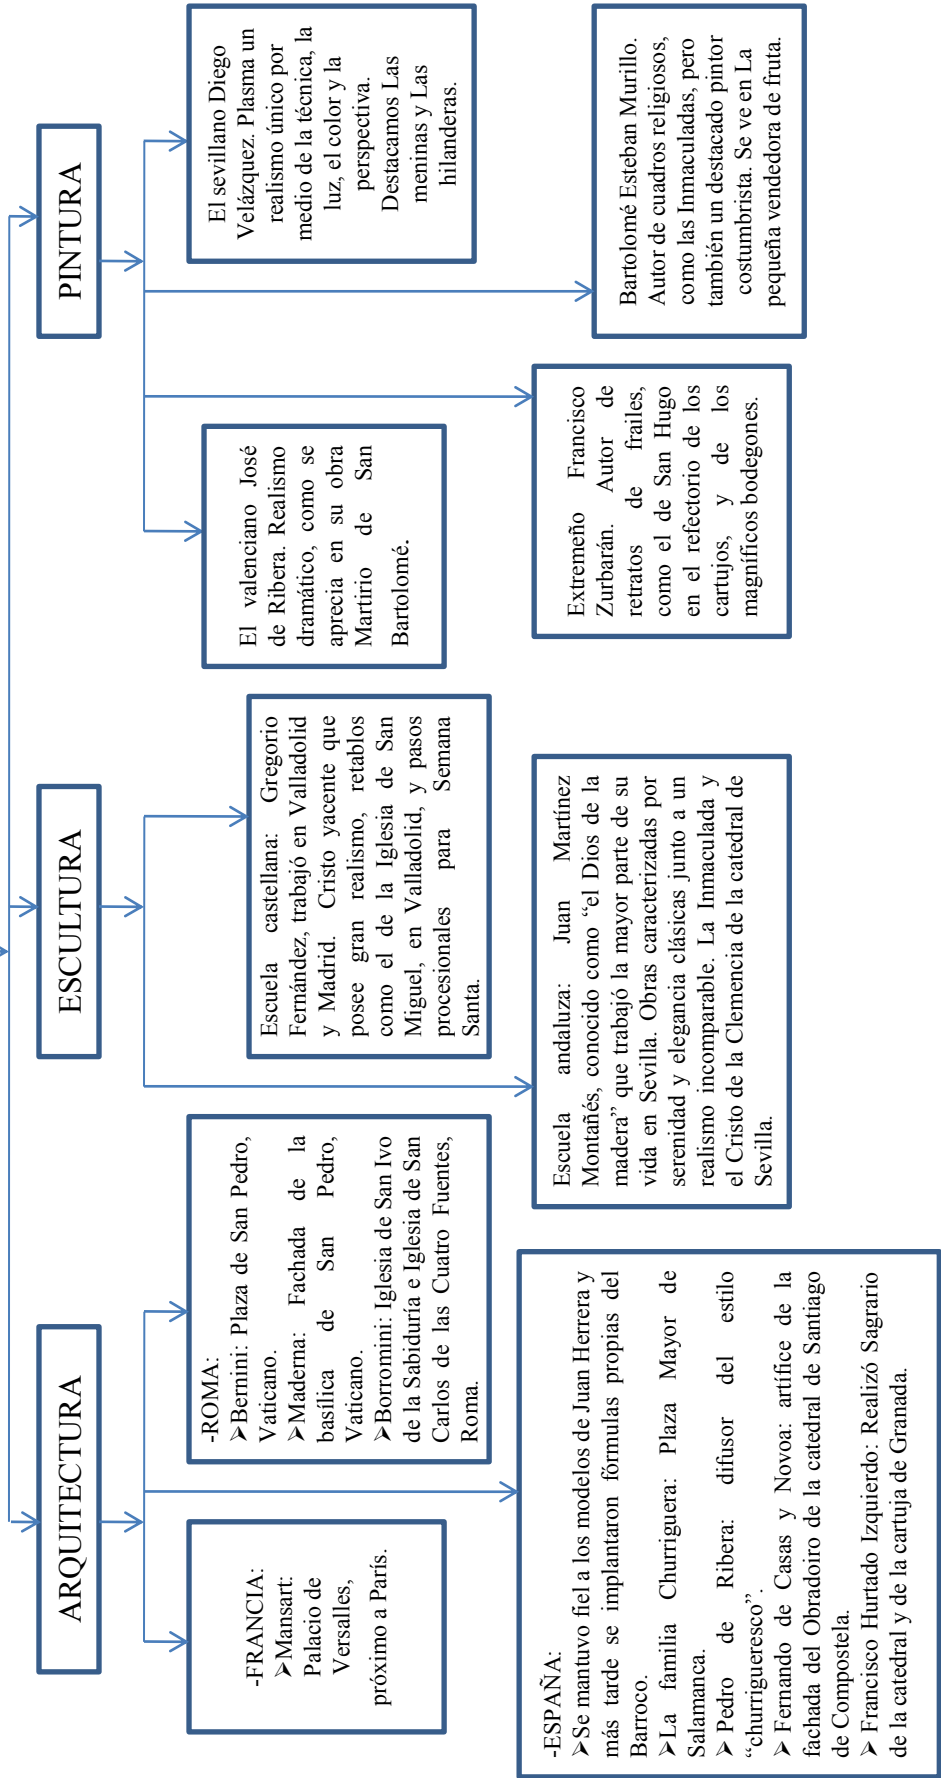 ARQUITECTURA
ESCULTURA
PINTURA
-FRANCIA:
➤Mansart:
Palacio de
Versalles,
próximo a París.
-ROMA:
➤Bernini: Plaza de San Pedro,
Vaticano.
➤Maderna: Fachada de la
basílica de San Pedro,
Vaticano.
➤Borromini: Iglesia de San Ivo
de la Sabiduría e Iglesia de San
Carlos de las Cuatro Fuentes,
Roma.
-ESPAÑA:
➤Se mantuvo fiel a los modelos de Juan Herrera y
más tarde se implantaron fórmulas propias del
Barroco.
➤La familia Churriguera: Plaza Mayor de
Salamanca.
➤ Pedro de Ribera: difusor del estilo
“churrigueresco”.
➤ Fernando de Casas y Novoa: artífice de la
fachada del Obradoiro de la catedral de Santiago
de Compostela.
➤ Francisco Hurtado Izquierdo: Realizó Sagrario
de la catedral y de la cartuja de Granada.
Escuela castellana: Gregorio
Fernández, trabajó en Valladolid
y Madrid. Cristo yacente que
posee gran realismo, retablos
como el de la Iglesia de San
Miguel, en Valladolid, y pasos
procesionales para Semana
Santa.
Escuela andaluza: Juan Martínez
Montañés, conocido como “el Dios de la
madera” que trabajó la mayor parte de su
vida en Sevilla. Obras caracterizadas por
serenidad y elegancia clásicas junto a un
realismo incomparable. La Inmaculada y
el Cristo de la Clemencia de la catedral de
Sevilla.
El valenciano José
de Ribera. Realismo
dramático, como se
aprecia en su obra
Martirio de San
Bartolomé.
Extremeño Francisco
Zurbarán. Autor de
retratos de frailes,
como el de San Hugo
en el refectorio de los
cartujos, y de los
magníficos bodegones.
El sevillano Diego
Velázquez. Plasma un
realismo único por
medio de la técnica, la
luz, el color y la
perspectiva.
Destacamos Las
meninas y Las
hilanderas.
Bartolomé Esteban Murillo.
Autor de cuadros religiosos,
como las Inmaculadas, pero
también un destacado pintor
costumbrista. Se ve en La
pequeña vendedora de fruta.